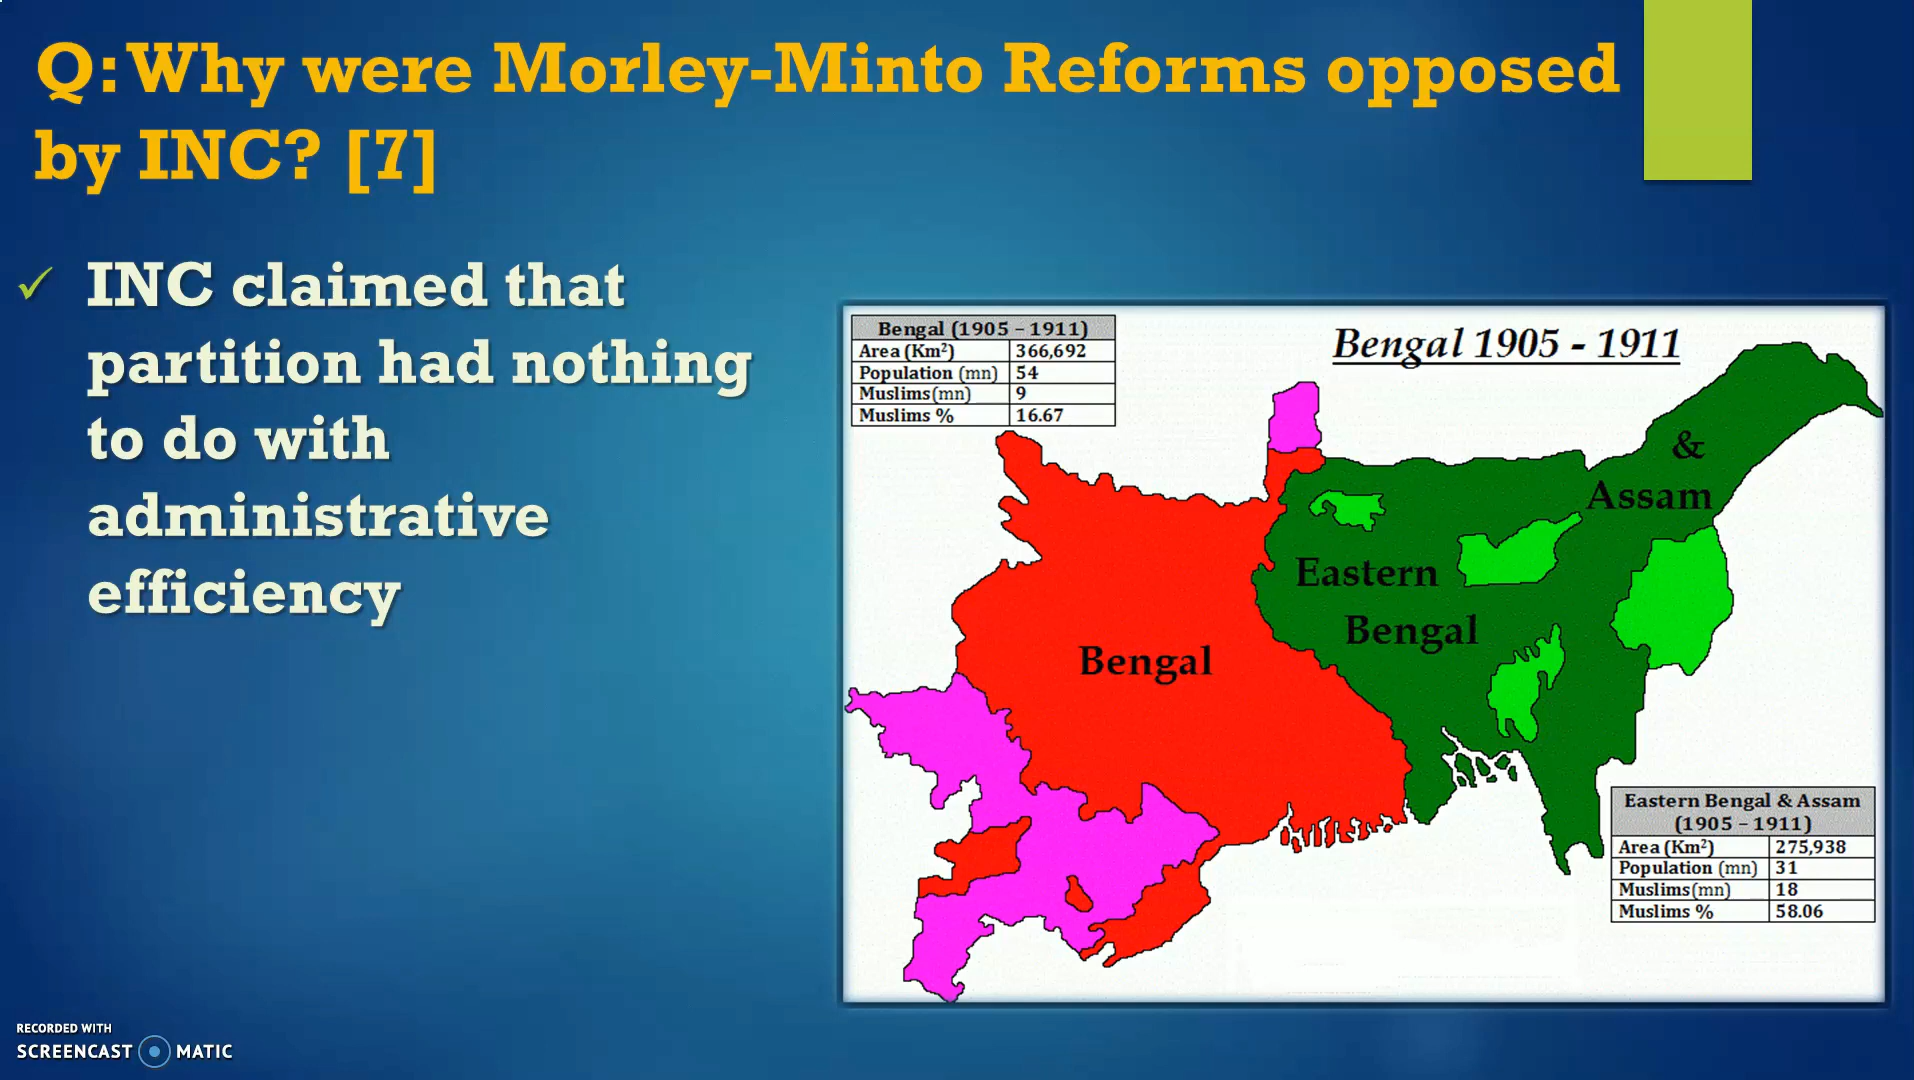 Q: Why were Morley-Minto Reforms opposed
by INC? [7]
✓ INC claimed that
partition had nothing
to do with
administrative
efficiency
Bengal (1905 – 1911)
Area (Km²) 366,692
Population (mn) 54
Muslims(mn) 9
Muslims % 16.67
Bengal 1905 - 1911
&
Assam
Eastern
Bengal
Bengal
Eastern Bengal & Assam
(1905 – 1911)
Area (Km²) 275,938
Population (mn) 31
Muslims(mn) 18
Muslims % 58.06
RECORDED WITH
SCREENCAST MATIC